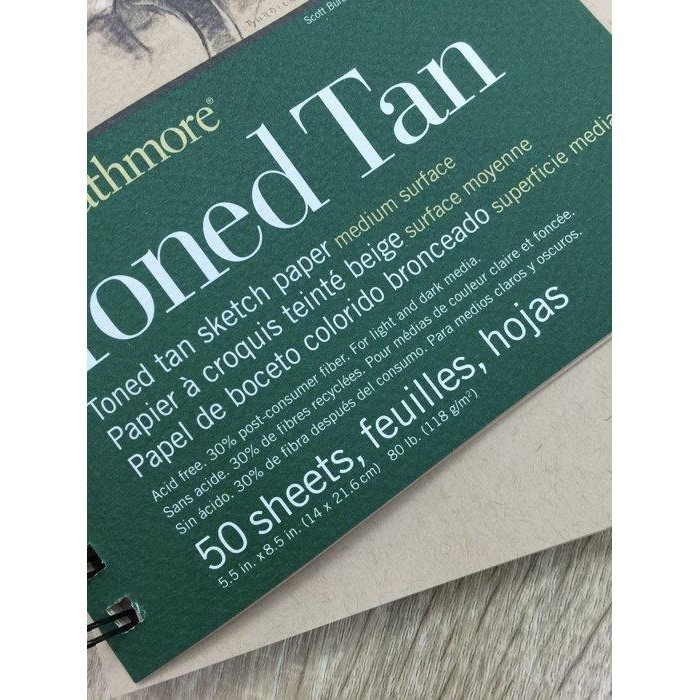 Scott Bur
athmore®
Toned Tan
Toned tan sketch paper medium surface
Papier à croquis teinté beige surface moyenne
Papel de boceto colorido bronceado superficie media
Acid free. 30% post-consumer fiber. For light and dark media.
Sans acide. 30% de fibres recyclées. Pour médias de couleur claire et foncée.
Sin ácido. 30% de fibra después del consumo. Para medios claros y oscuros.
50 sheets, feuilles, hojas
5.5 in. x 8.5 in. (14 x 21.6 cm) 80 lb. (118 g/m²)